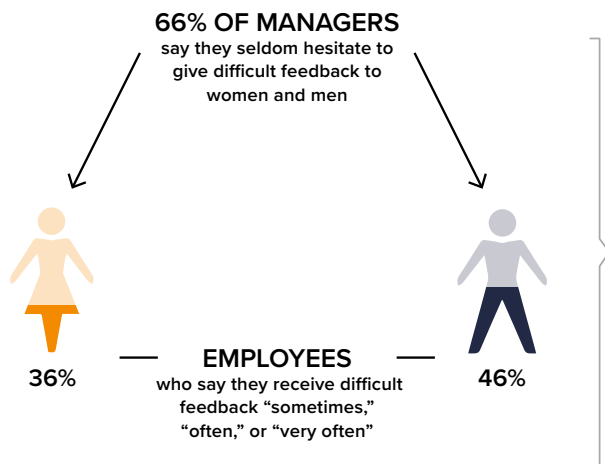 66% OF MANAGERS
say they seldom hesitate to
give difficult feedback to
women and men
36%
EMPLOYEES
who say they receive difficult
feedback “sometimes,”
“often,” or “very often”
46%